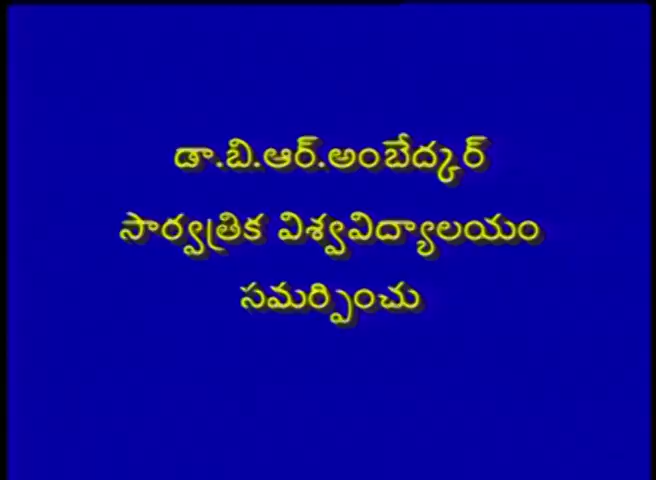 డా.బి.ఆర్.అంబేద్కర్
సార్వత్రిక విశ్వవిద్యాలయం
సమర్పించు